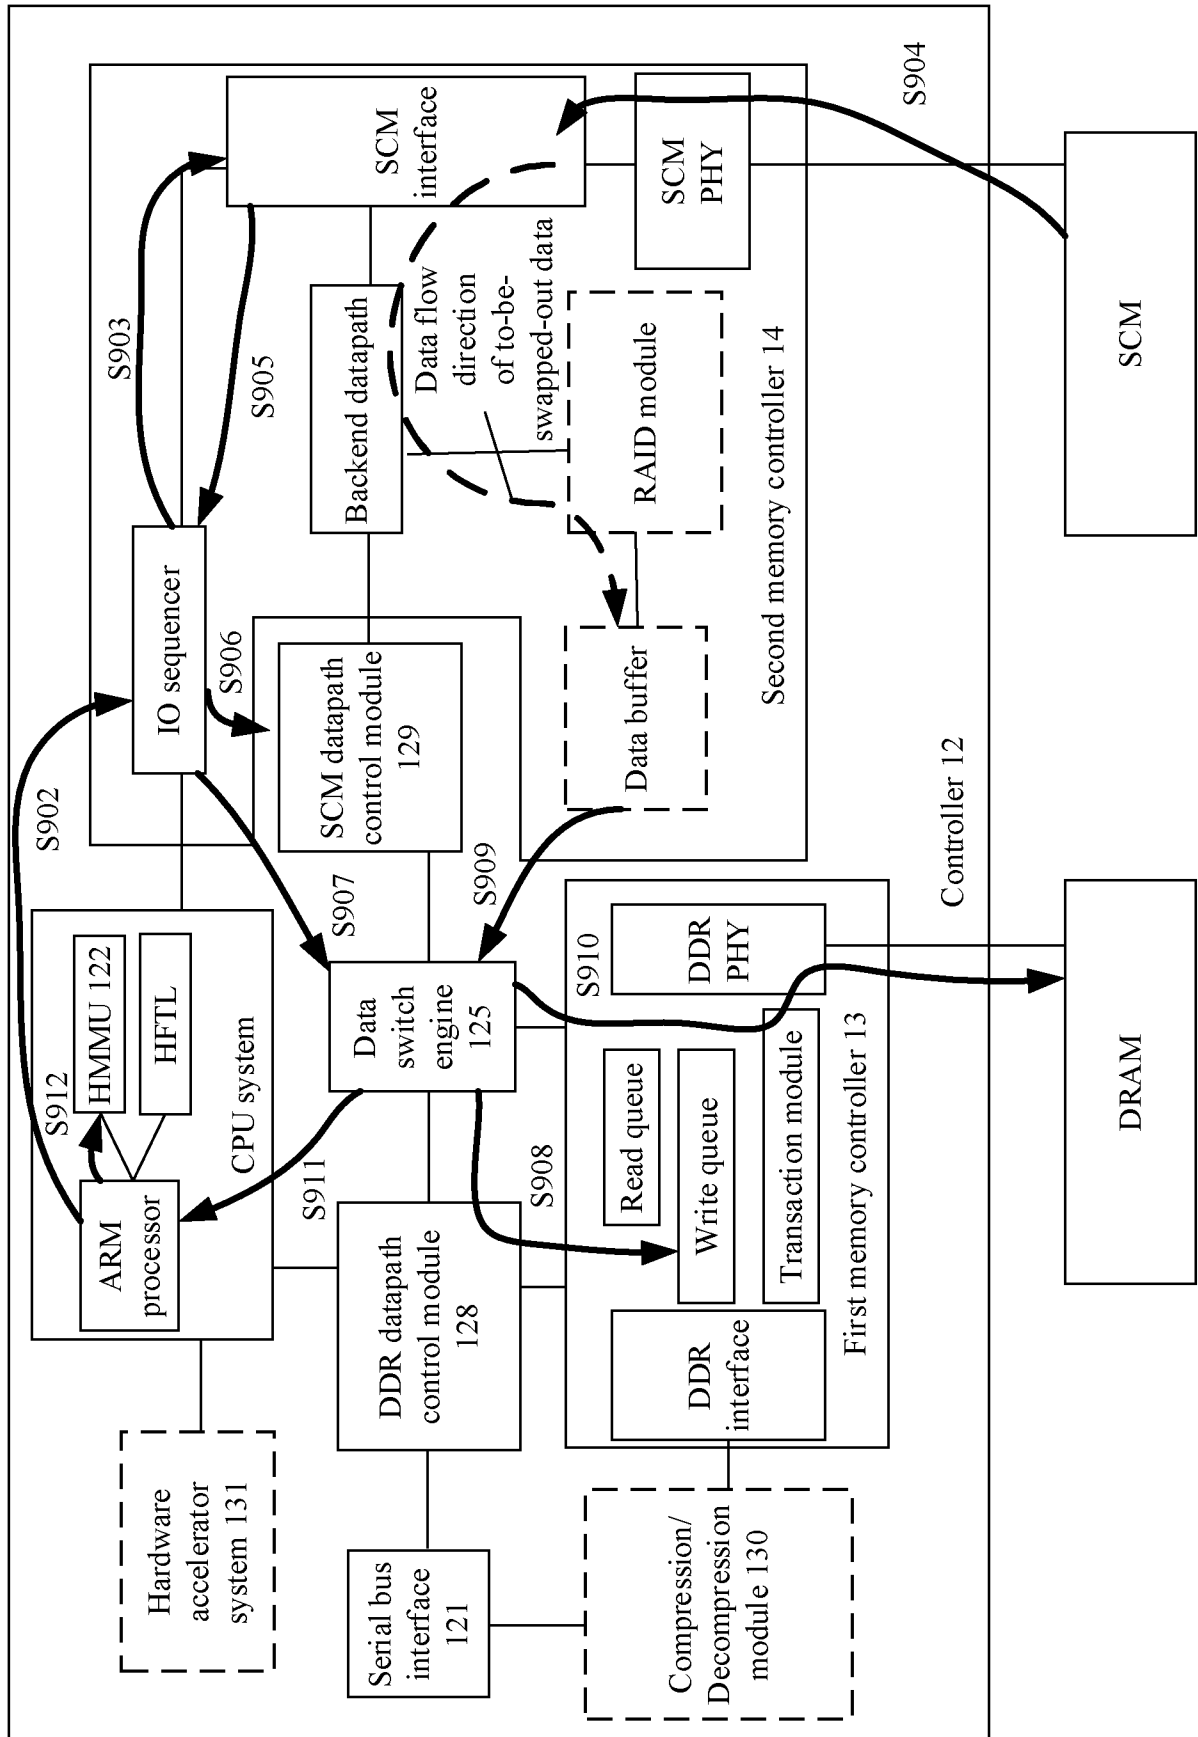 Hardware
accelerator
system 131
Serial bus
interface
121
Compression/
Decompression
module 130
S902
S912
ARM
processor
HMMU 122
HFTL
CPU system
S911
DDR datapath
control module
128
S908
S907
Data
switch
engine
125
S909
S910
DDR
interface
Read queue
Write queue
Transaction module
DDR
PHY
First memory controller 13
DRAM
S903
S905
IO sequencer
S906
SCM datapath
control module
129
Backend datapath
SCM
interface
Data flow
direction
of to-be-
swapped-out data
Data buffer
RAID module
SCM
PHY
Second memory controller 14
S904
Controller 12
SCM